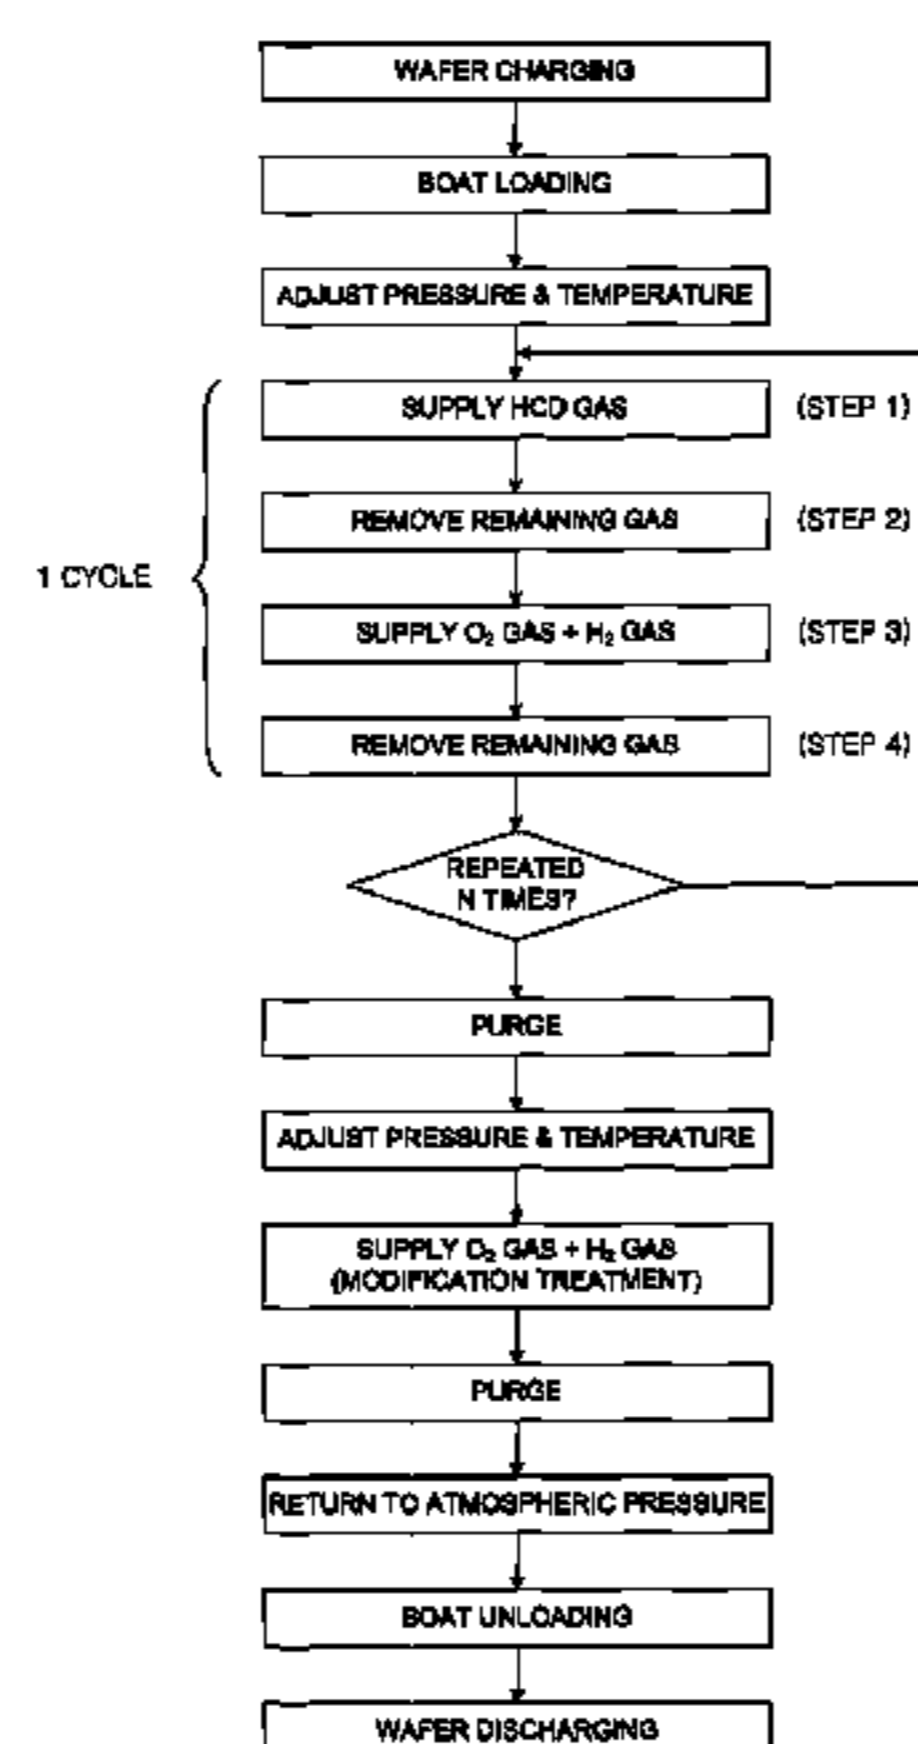 WAFER CHARGING
BOAT LOADING
ADJUST PRESSURE & TEMPERATURE
SUPPLY HCD GAS (STEP 1)
REMOVE REMAINING GAS (STEP 2)
1 CYCLE
SUPPLY O₂ GAS + H₂ GAS (STEP 3)
REMOVE REMAINING GAS (STEP 4)
REPEATED
N TIMES?
PURGE
ADJUST PRESSURE & TEMPERATURE
SUPPLY O₂ GAS + H₂ GAS
(MODIFICATION TREATMENT)
PURGE
RETURN TO ATMOSPHERIC PRESSURE
BOAT UNLOADING
WAFER DISCHARGING